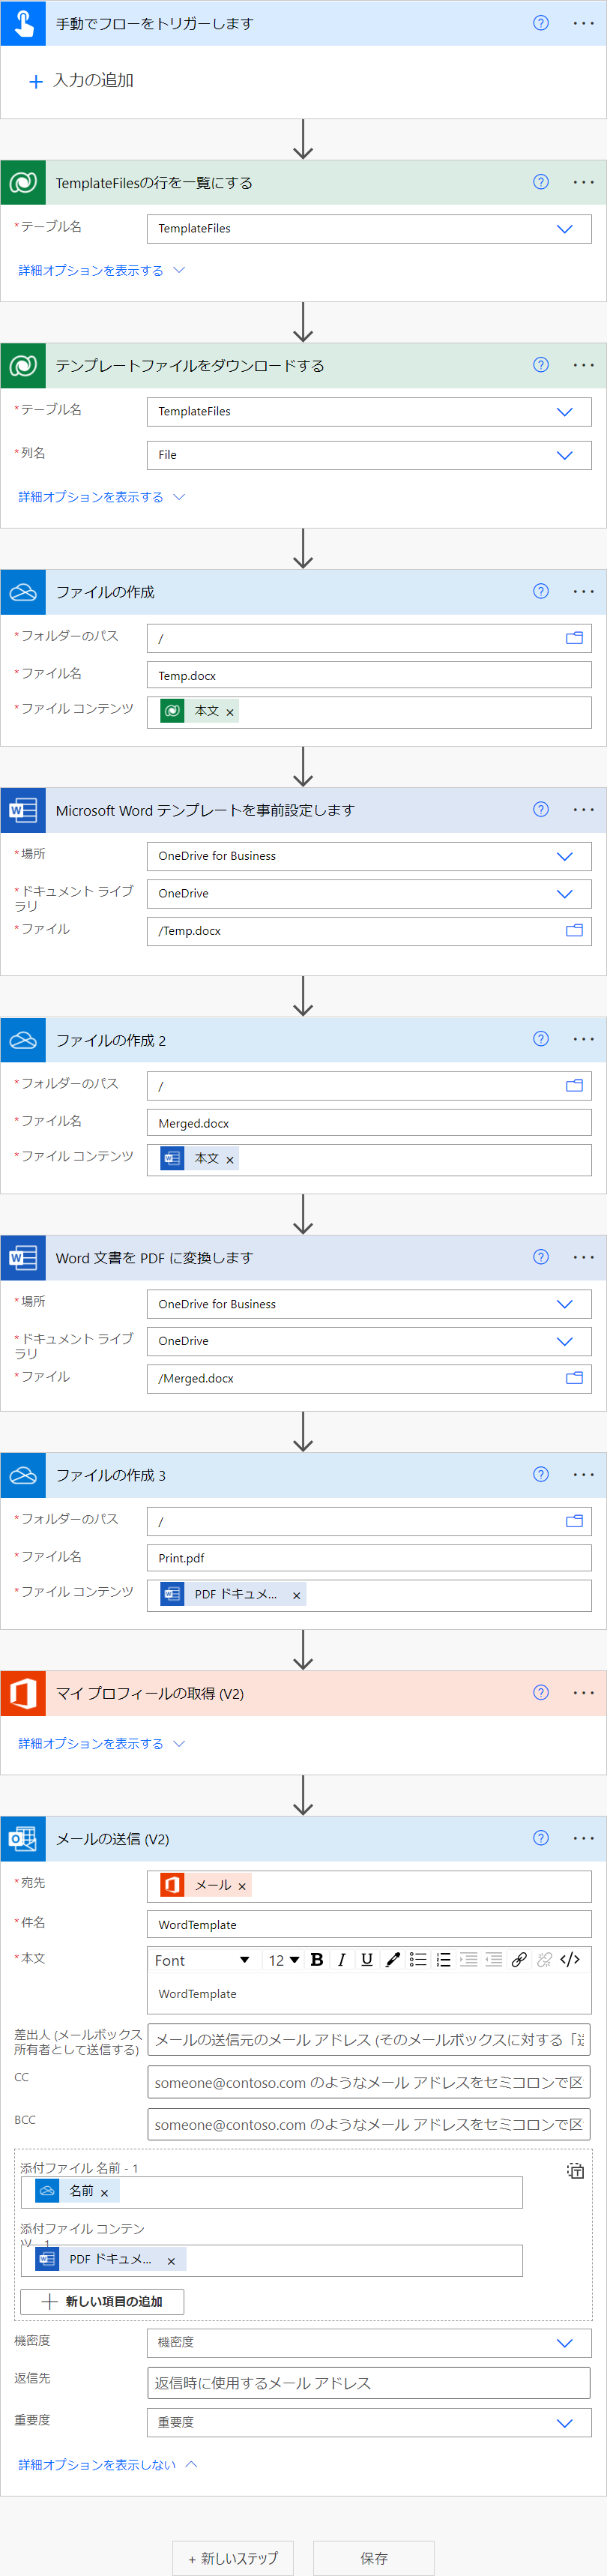 手動でフローをトリガーします
入力の追加
TemplateFilesの行を一覧にする
*テーブル名
TemplateFiles
詳細オプションを表示する
テンプレートファイルをダウンロードする
*テーブル名
TemplateFiles
*列名
File
詳細オプションを表示する
ファイルの作成
*フォルダーのパス
/
*ファイル名
Temp.docx
*ファイル コンテンツ
本文 ×
Microsoft Word テンプレートを事前設定します
*場所
OneDrive for Business
*ドキュメント ライブ
ラリ
OneDrive
*ファイル
/Temp.docx
ファイルの作成 2
*フォルダーのパス
/
*ファイル名
Merged.docx
*ファイル コンテンツ
本文 ×
Word 文書を PDF に変換します
*場所
OneDrive for Business
*ドキュメント ライブ
ラリ
OneDrive
*ファイル
/Merged.docx
ファイルの作成 3
*フォルダーのパス
/
*ファイル名
Print.pdf
*ファイル コンテンツ
PDF ドキュメ... ×
マイ プロフィールの取得 (V2)
詳細オプションを表示する
メールの送信 (V2)
*宛先
メール ×
*件名
WordTemplate
*本文
Font 12 B I U </>
WordTemplate
差出人 (メールボックス
所有者として送信する)
メールの送信元のメール アドレス (そのメールボックスに対する「送
CC
someone@contoso.com のようなメール アドレスをセミコロンで区
BCC
someone@contoso.com のようなメール アドレスをセミコロンで区
添付ファイル 名前 - 1
名前 ×
添付ファイル コンテン
ツ - 1
PDF ドキュメ... ×
新しい項目の追加
機密度
機密度
返信先
返信時に使用するメール アドレス
重要度
重要度
詳細オプションを表示しない
+ 新しいステップ
保存